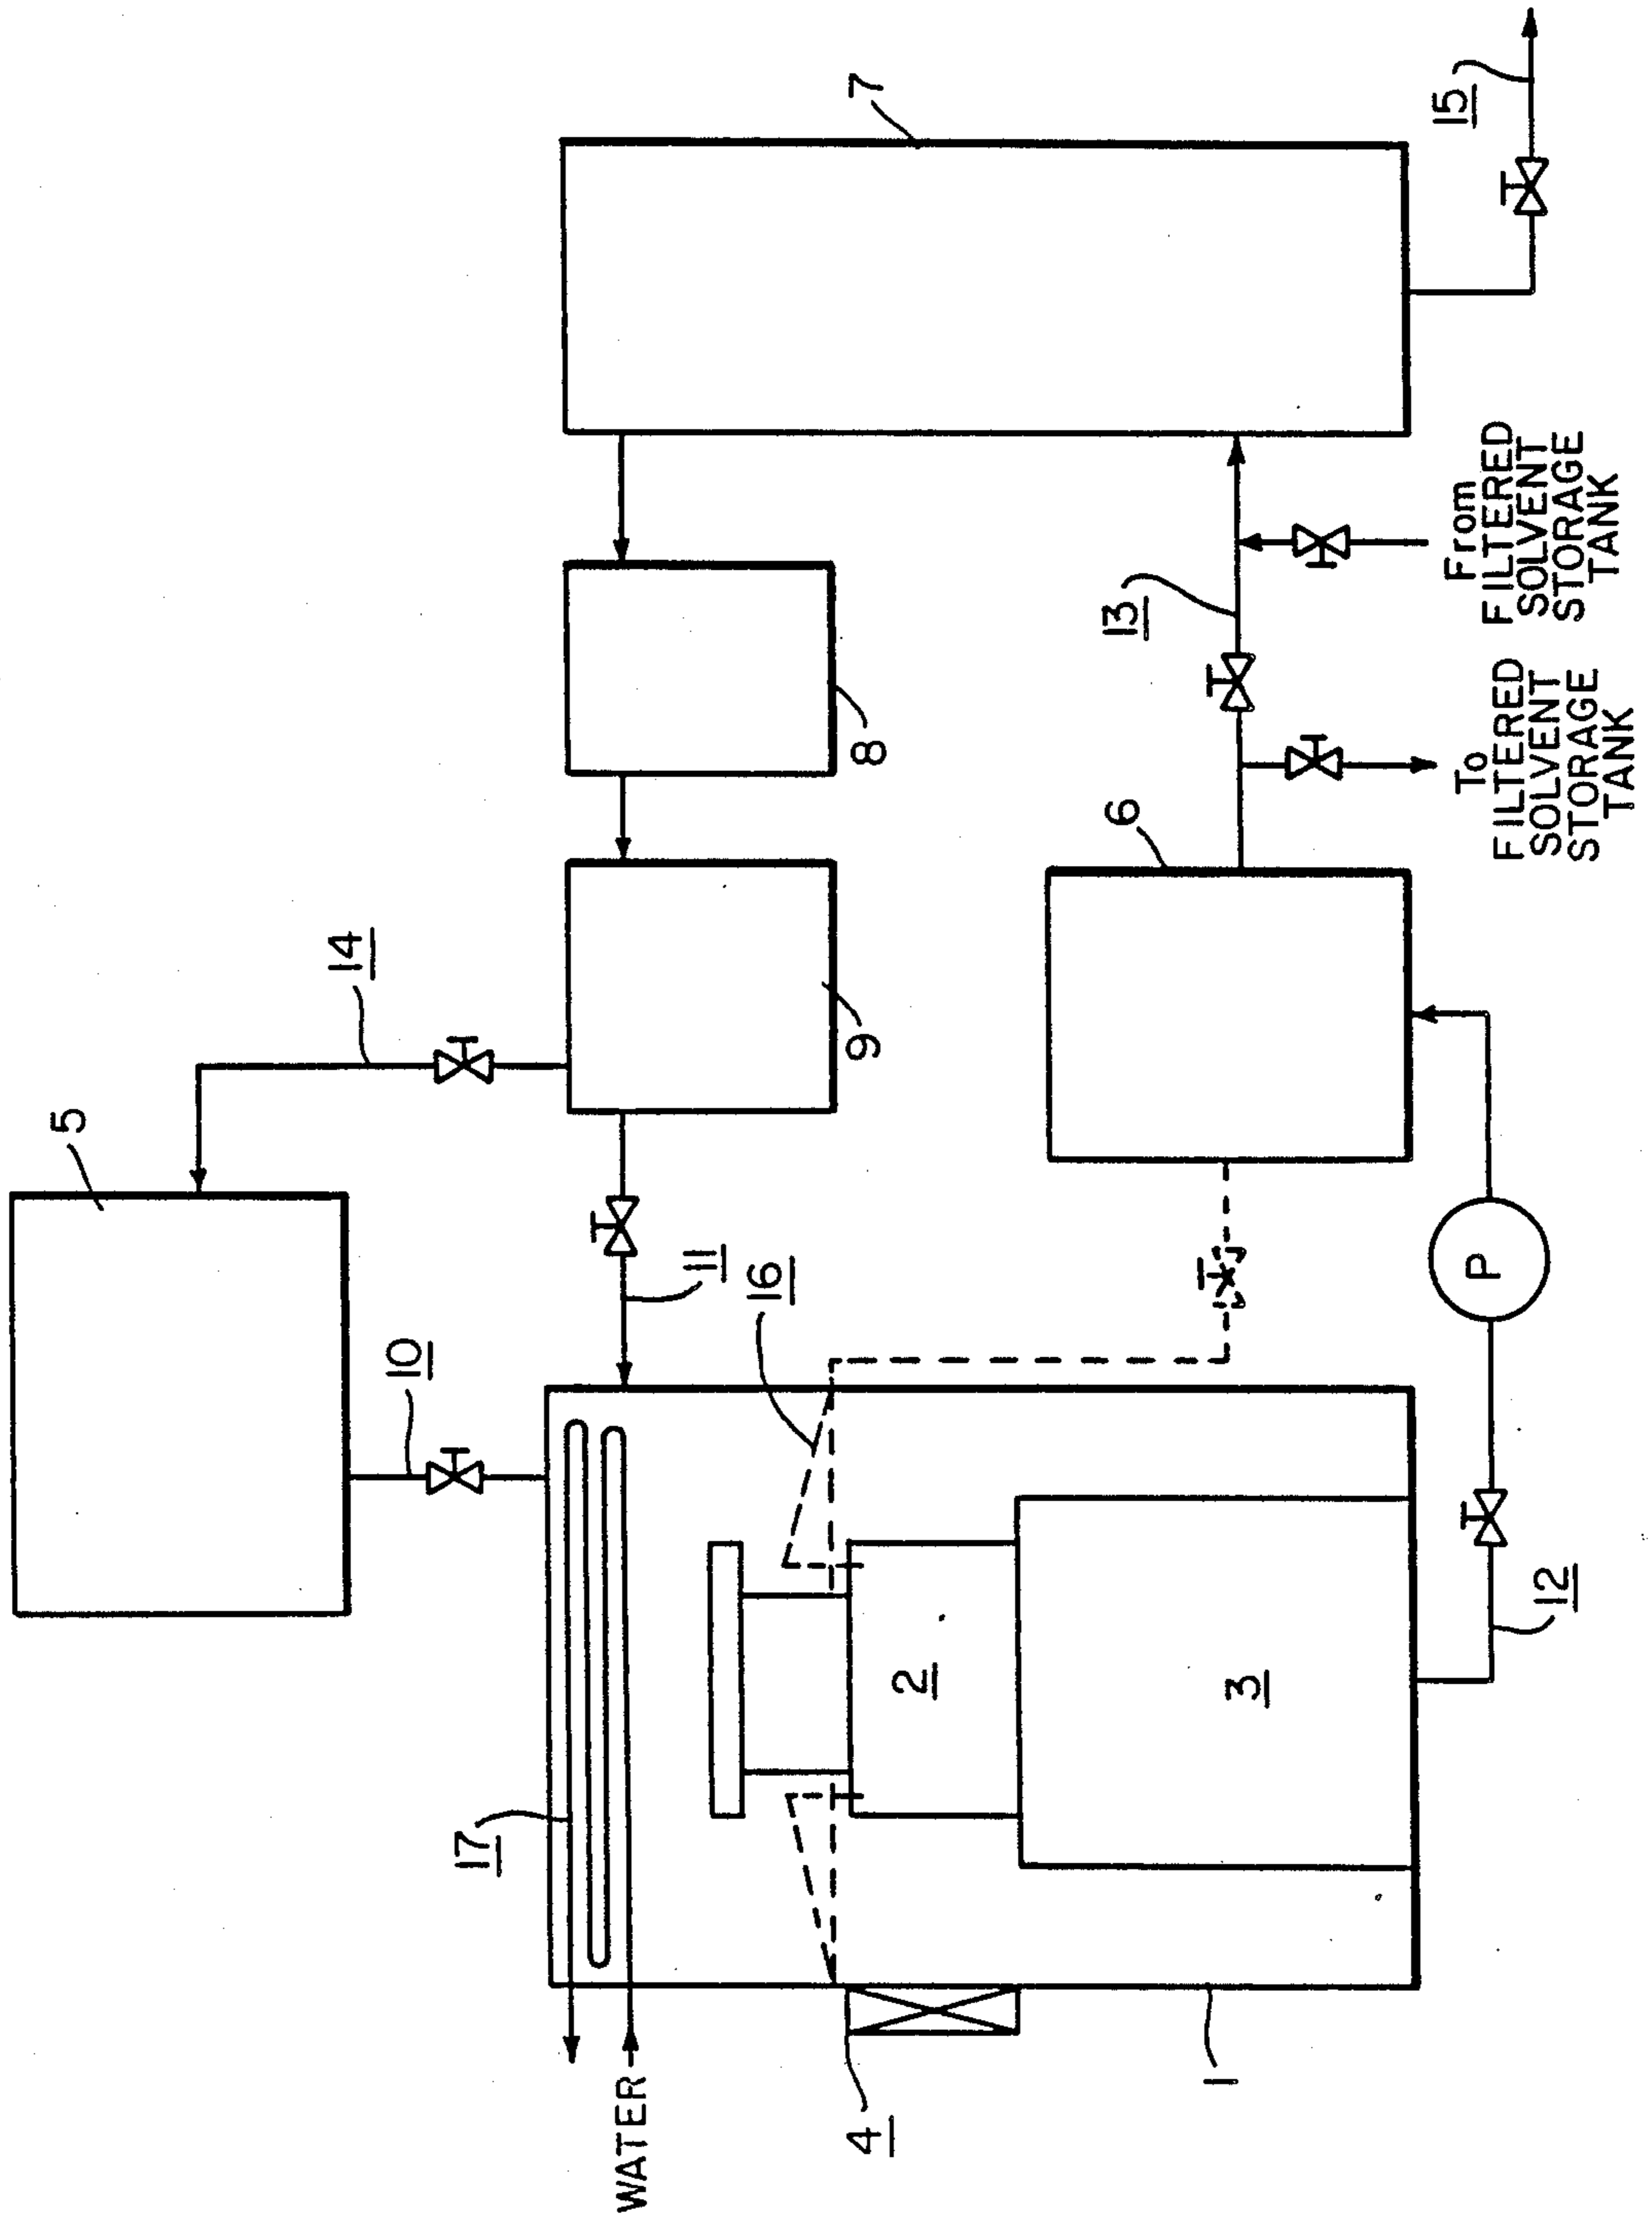 5
14
10
17
WATER
11
16
4
9
8
7
2
6
13
1
3
15
P
12
To
FILTERED
SOLVENT
STORAGE
TANK
From
FILTERED
SOLVENT
STORAGE
TANK